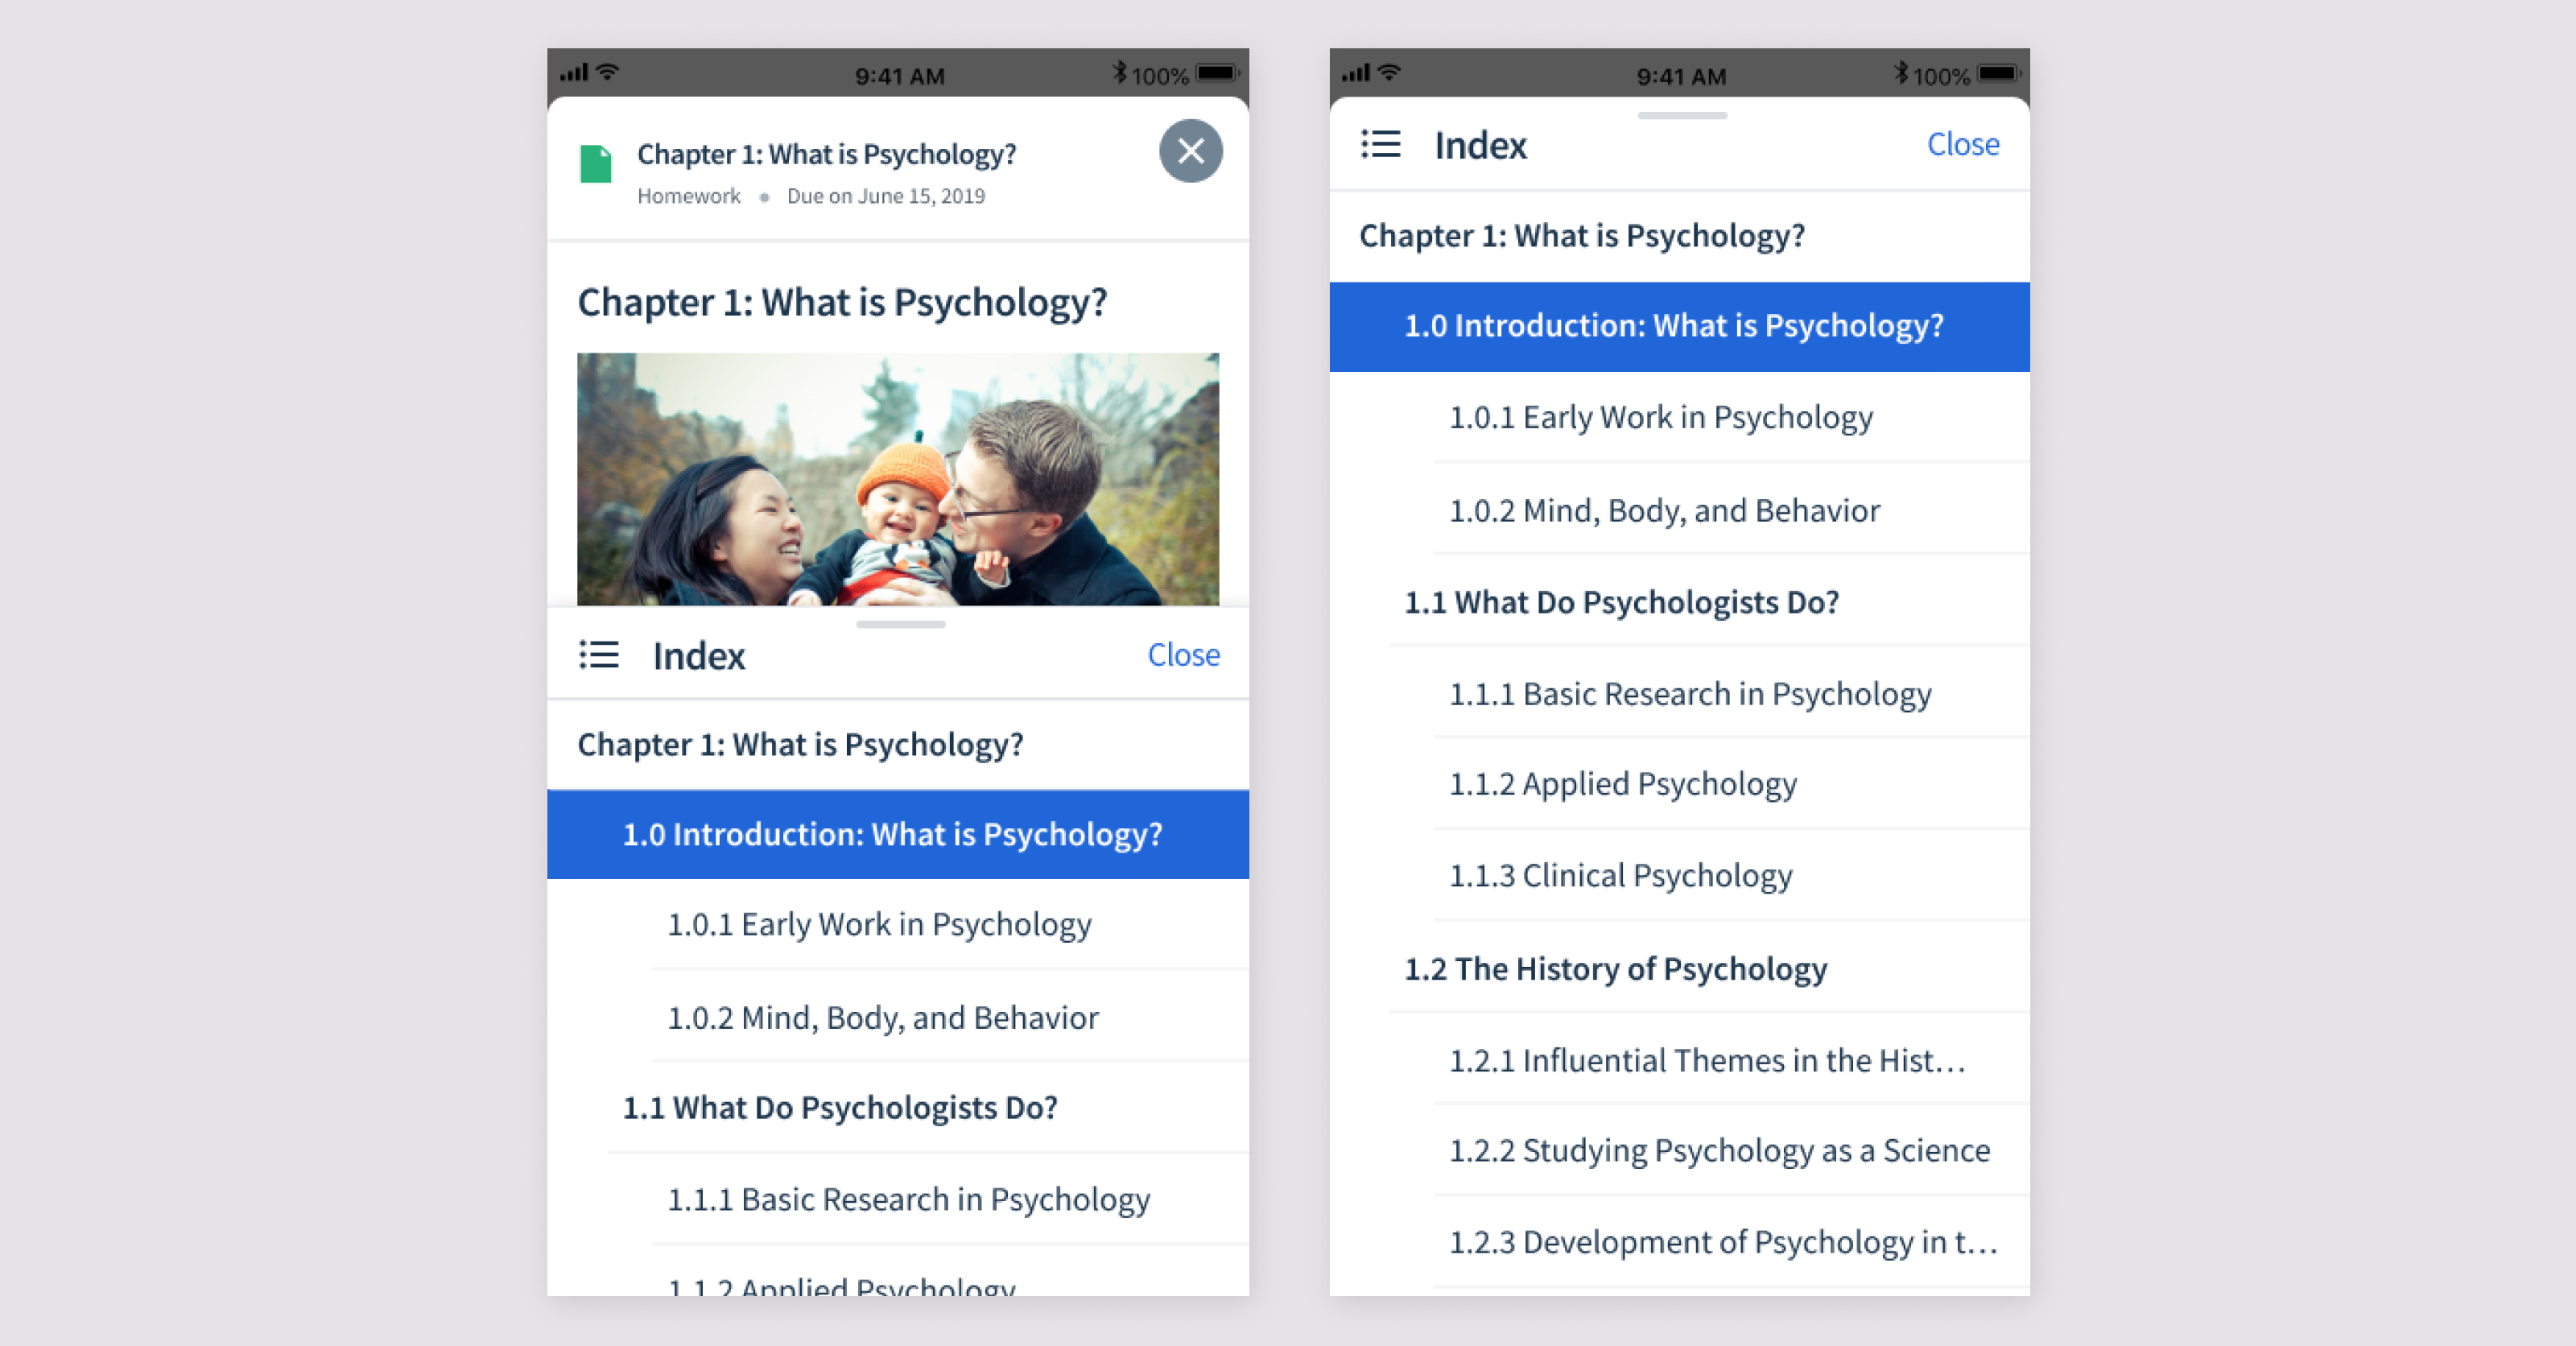 9:41 AM
100%
Chapter 1: What is Psychology?
Homework • Due on June 15, 2019
Chapter 1: What is Psychology?
Index
Close
Chapter 1: What is Psychology?
1.0 Introduction: What is Psychology?
1.0.1 Early Work in Psychology
1.0.2 Mind, Body, and Behavior
1.1 What Do Psychologists Do?
1.1.1 Basic Research in Psychology
1.1.2 Applied Psychology
9:41 AM
100%
Index
Close
Chapter 1: What is Psychology?
1.0 Introduction: What is Psychology?
1.0.1 Early Work in Psychology
1.0.2 Mind, Body, and Behavior
1.1 What Do Psychologists Do?
1.1.1 Basic Research in Psychology
1.1.2 Applied Psychology
1.1.3 Clinical Psychology
1.2 The History of Psychology
1.2.1 Influential Themes in the Hist...
1.2.2 Studying Psychology as a Science
1.2.3 Development of Psychology in t...